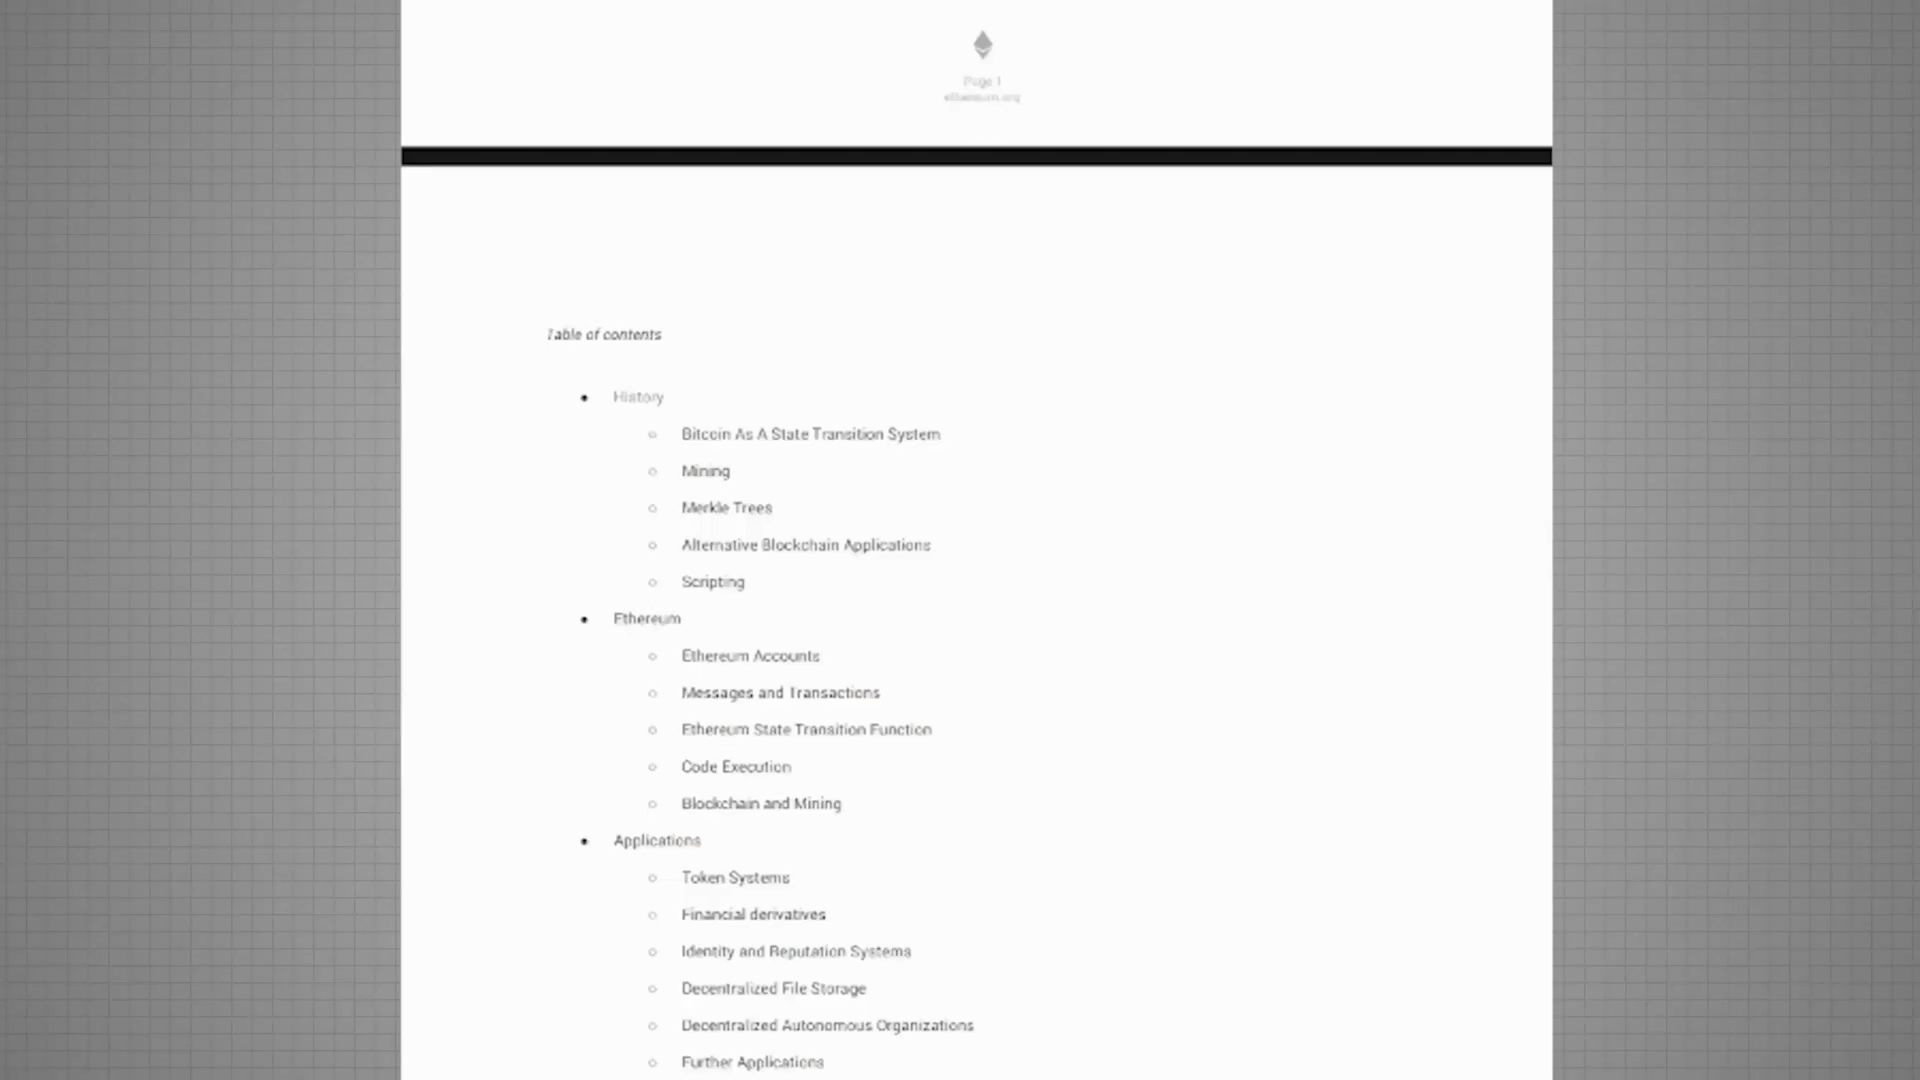 Page 1
ethereum.org
Table of contents
History
Bitcoin As A State Transition System
Mining
Merkle Trees
Alternative Blockchain Applications
Scripting
Ethereum
Ethereum Accounts
Messages and Transactions
Ethereum State Transition Function
Code Execution
Blockchain and Mining
Applications
Token Systems
Financial derivatives
Identity and Reputation Systems
Decentralized File Storage
Decentralized Autonomous Organizations
Further Applications